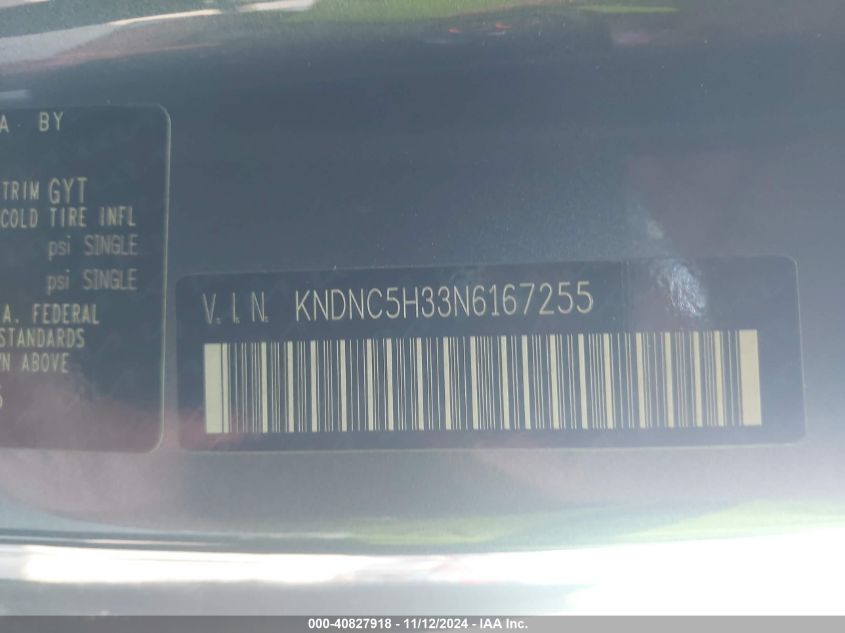 A BY
TRIM GYT
COLD TIRE INFL
psi SINGLE
psi SINGLE
A. FEDERAL
STANDARDS
WN ABOVE
V.I.N. KNDNC5H33N6167255
000-40827918 - 11/12/2024 - IAA Inc.